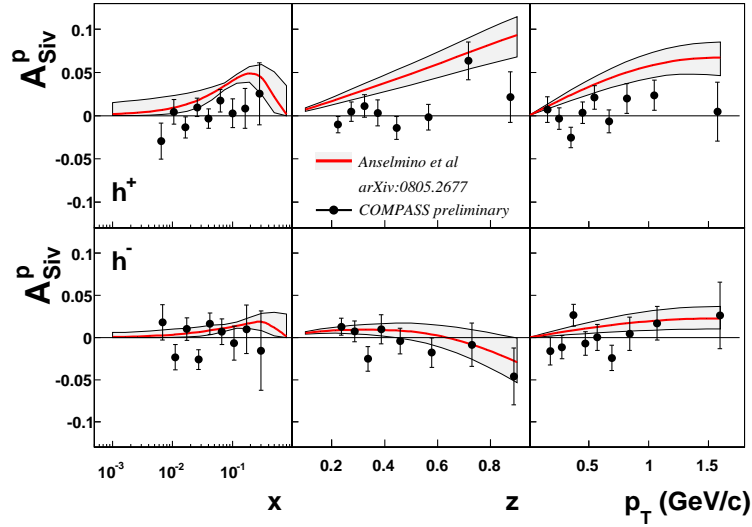 A^p_Siv
0.1
0.05
0
-0.05
-0.1
h^+
Anselmino et al
arXiv:0805.2677
COMPASS preliminary
A^p_Siv
0.1
0.05
0
-0.05
-0.1
h^-
10^-3 10^-2 10^-1 0.2 0.4 0.6 0.8 0.5 1 1.5
x z p_T (GeV/c)